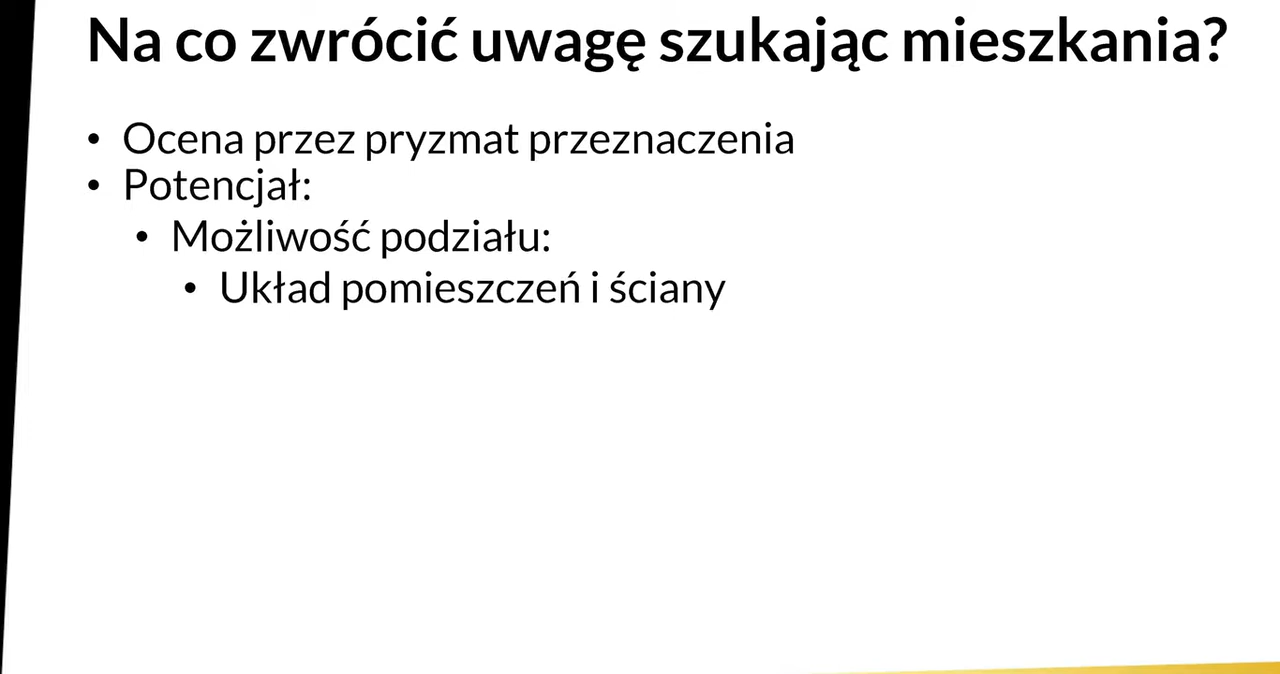 Na co zwrócić uwagę szukając mieszkania?
• Ocena przez pryzmat przeznaczenia
• Potencjał:
• Możliwość podziału:
• Układ pomieszczeń i ściany